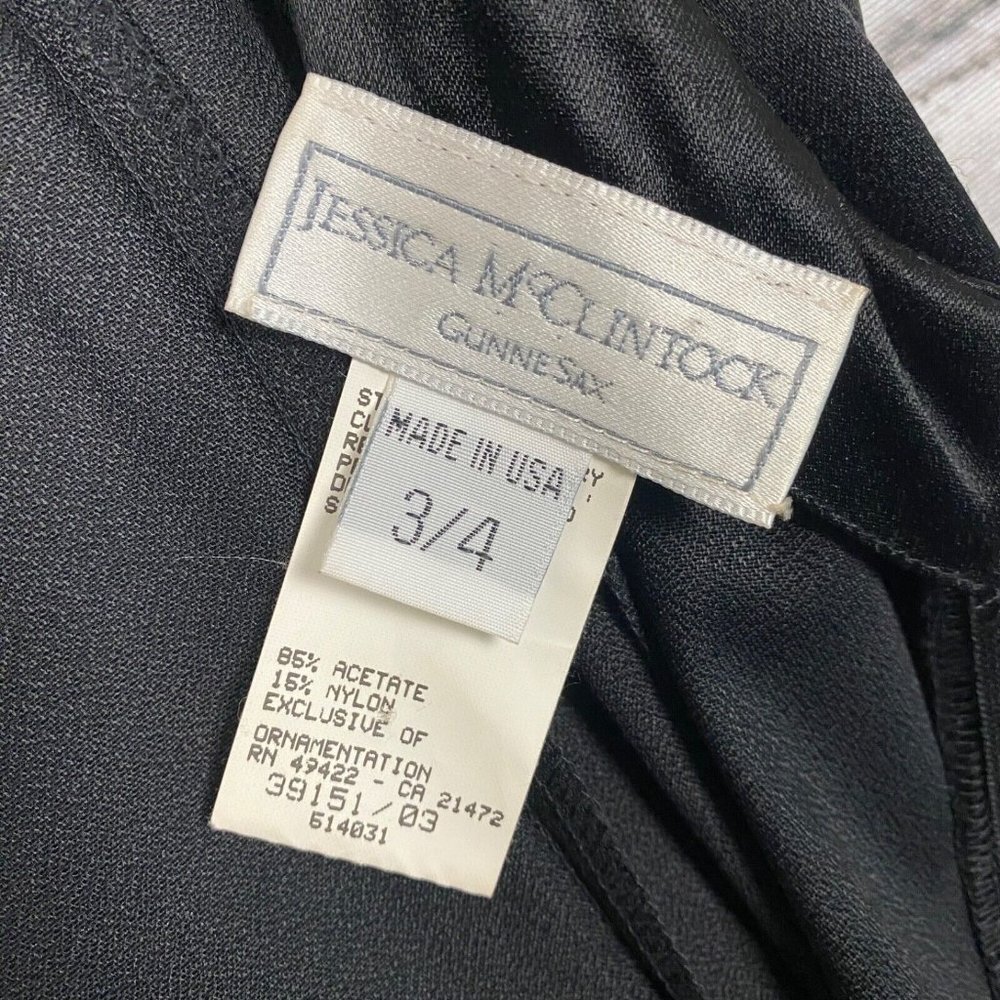 JESSICA McCLINTOCK
GUNNE SAX
MADE IN USA
3/4
85% ACETATE
15% NYLON
EXCLUSIVE OF
ORNAMENTATION
RN 49422 - CA 21472
39151/03
614031